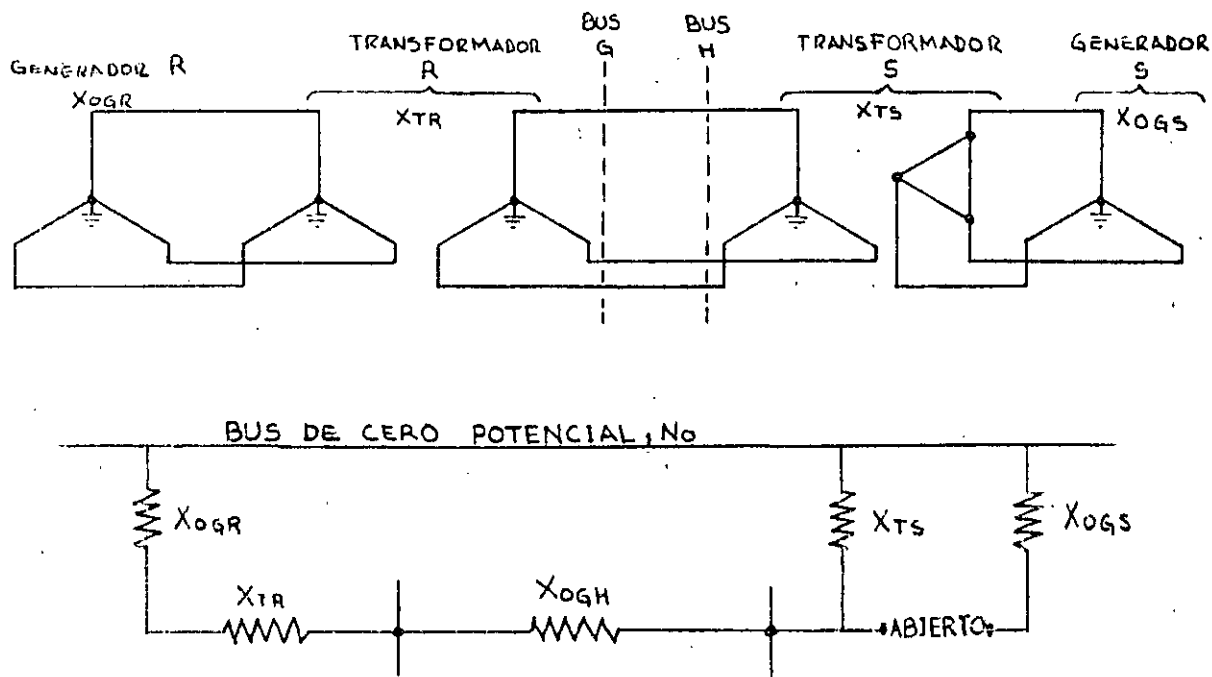 BUS
G
BUS
H
TRANSFORMADOR
R
XTR
TRANSFORMADOR
S
XTS
GENERADOR R
XOGR
GENERADOR
S
XOGS
BUS DE CERO POTENCIAL, No
XOGR
XTS
XOGS
XTR
XOGH
ABIERTO